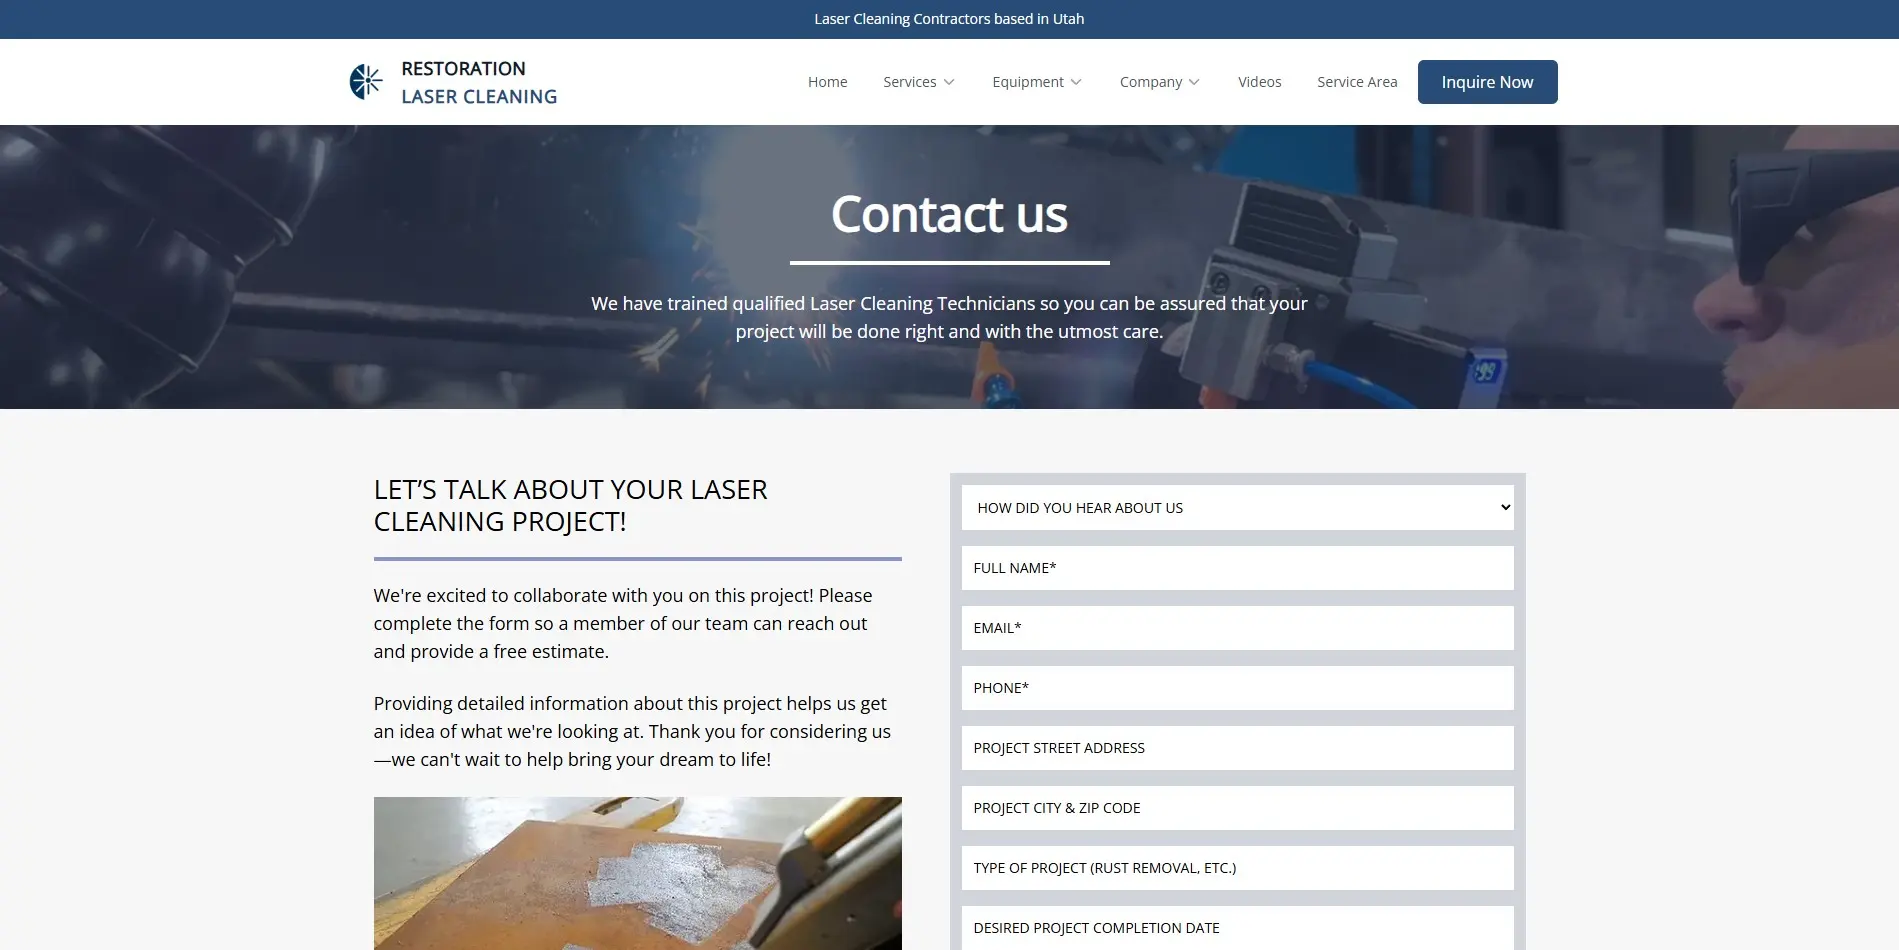 Laser Cleaning Contractors based in Utah
RESTORATION
LASER CLEANING
Home
Services
Equipment
Company
Videos
Service Area
Inquire Now
Contact us
We have trained qualified Laser Cleaning Technicians so you can be assured that your
project will be done right and with the utmost care.
:99
LET’S TALK ABOUT YOUR LASER
CLEANING PROJECT!
We're excited to collaborate with you on this project! Please
complete the form so a member of our team can reach out
and provide a free estimate.
Providing detailed information about this project helps us get
an idea of what we're looking at. Thank you for considering us
—we can't wait to help bring your dream to life!
HOW DID YOU HEAR ABOUT US
FULL NAME*
EMAIL*
PHONE*
PROJECT STREET ADDRESS
PROJECT CITY & ZIP CODE
TYPE OF PROJECT (RUST REMOVAL, ETC.)
DESIRED PROJECT COMPLETION DATE